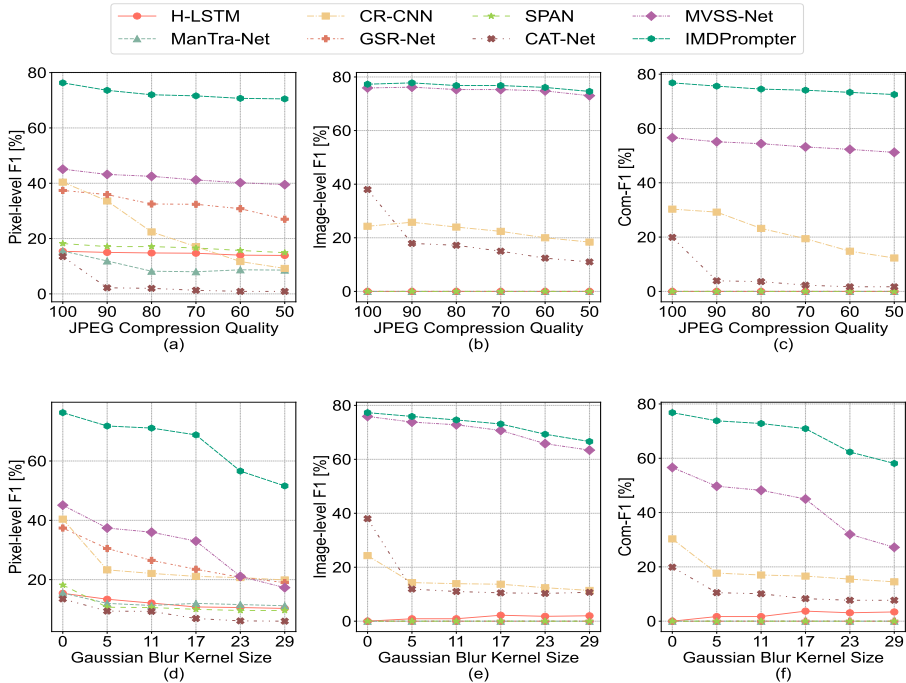 H-LSTM CR-CNN SPAN MVSS-Net
ManTra-Net GSR-Net CAT-Net IMDPrompter
80
60
40
20
0
Pixel-level F1 [%]
100 90 80 70 60 50
JPEG Compression Quality
(a)
80
60
40
20
0
Image-level F1 [%]
100 90 80 70 60 50
JPEG Compression Quality
(b)
80
60
40
20
0
Com-F1 [%]
100 90 80 70 60 50
JPEG Compression Quality
(c)
60
40
20
Pixel-level F1 [%]
0 5 11 17 23 29
Gaussian Blur Kernel Size
(d)
80
60
40
20
0
Image-level F1 [%]
0 5 11 17 23 29
Gaussian Blur Kernel Size
(e)
80
60
40
20
0
Com-F1 [%]
0 5 11 17 23 29
Gaussian Blur Kernel Size
(f)